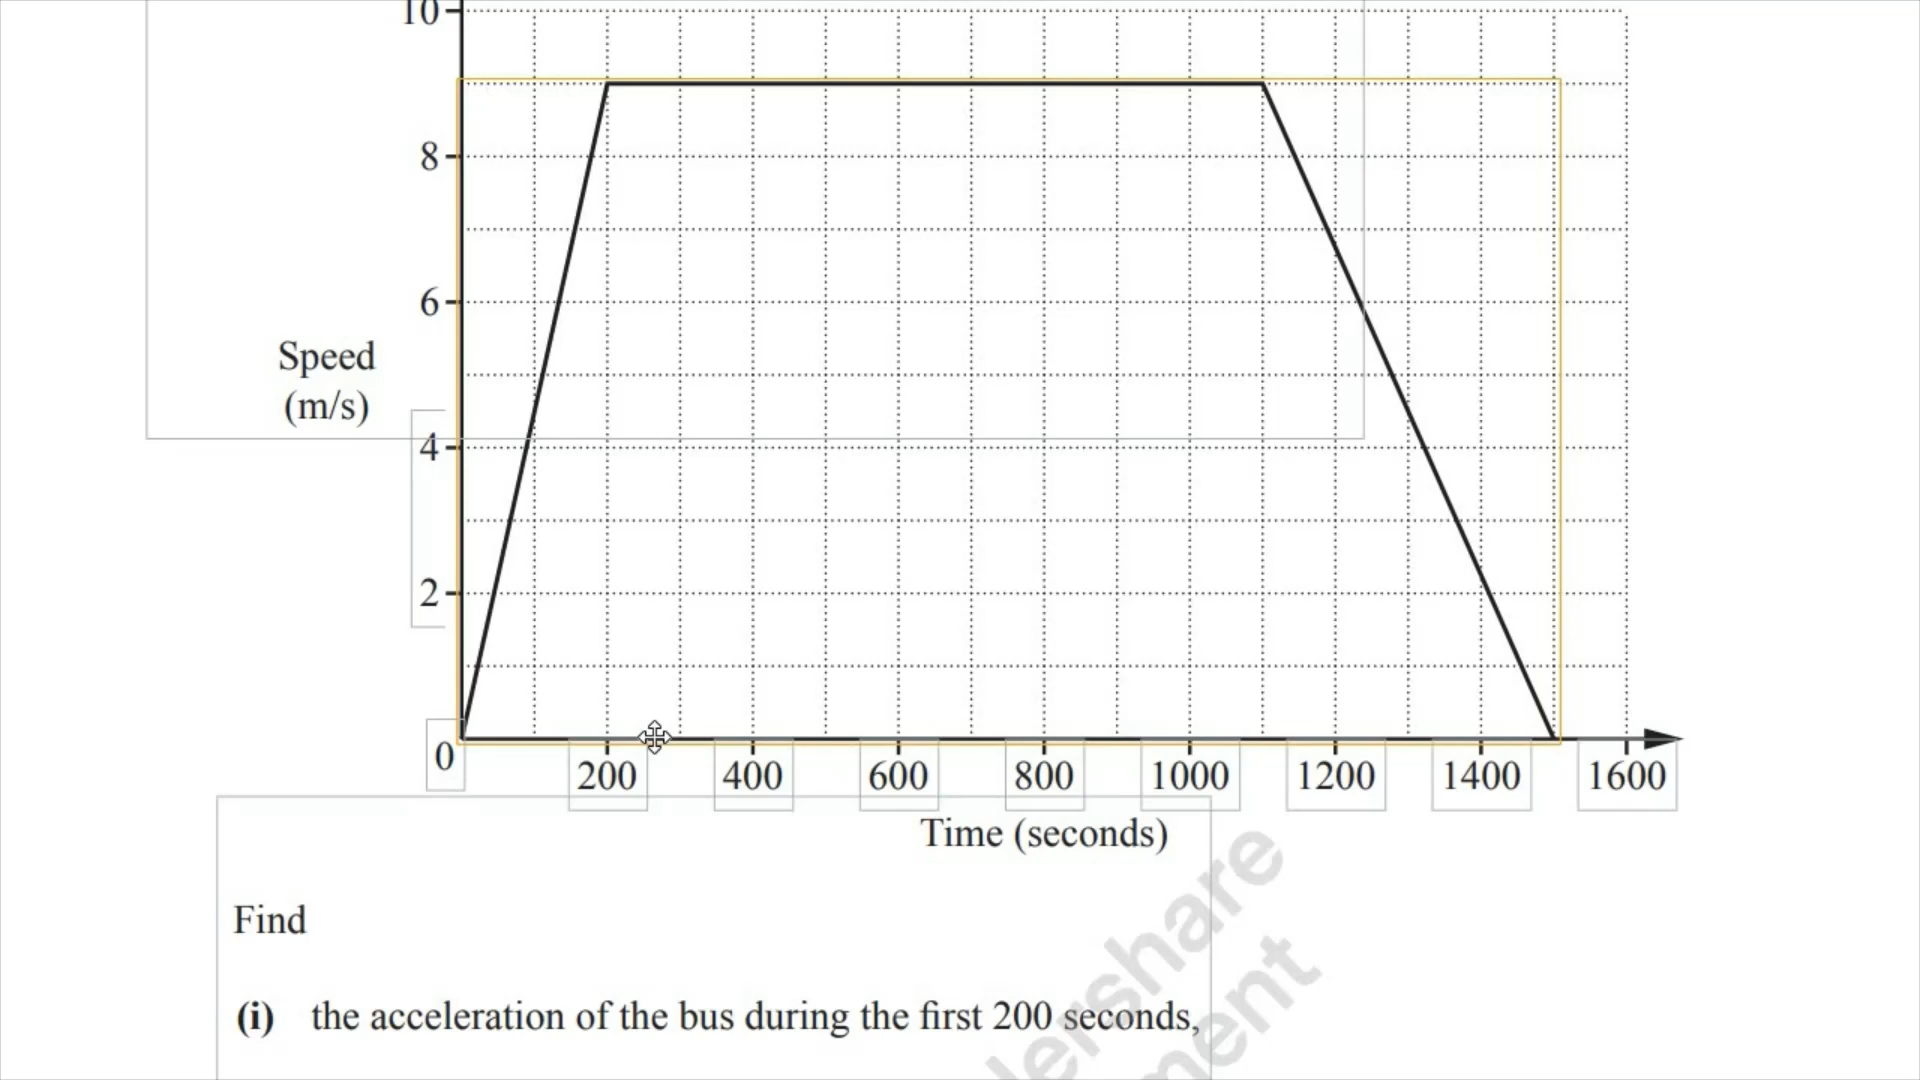 10
8
6
Speed
(m/s)
4
2
0
200 400 600 800 1000 1200 1400 1600
Time (seconds)
Find
(i) the acceleration of the bus during the first 200 seconds,